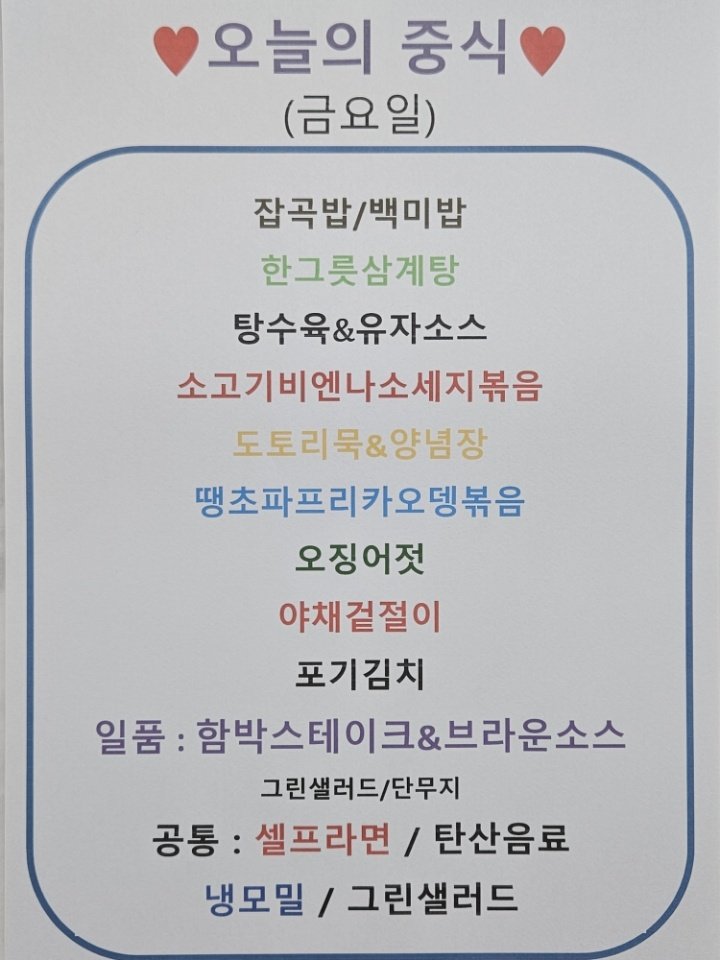 ♥오늘의 중식♥
(금요일)
잡곡밥/백미밥
한그릇삼계탕
탕수육&유자소스
소고기비엔나소세지볶음
도토리묵&양념장
땡초파프리카오뎅볶음
오징어젓
야채겉절이
포기김치
일품 : 함박스테이크&브라운소스
그린샐러드/단무지
공통 : 셀프라면 / 탄산음료
냉모밀 / 그린샐러드